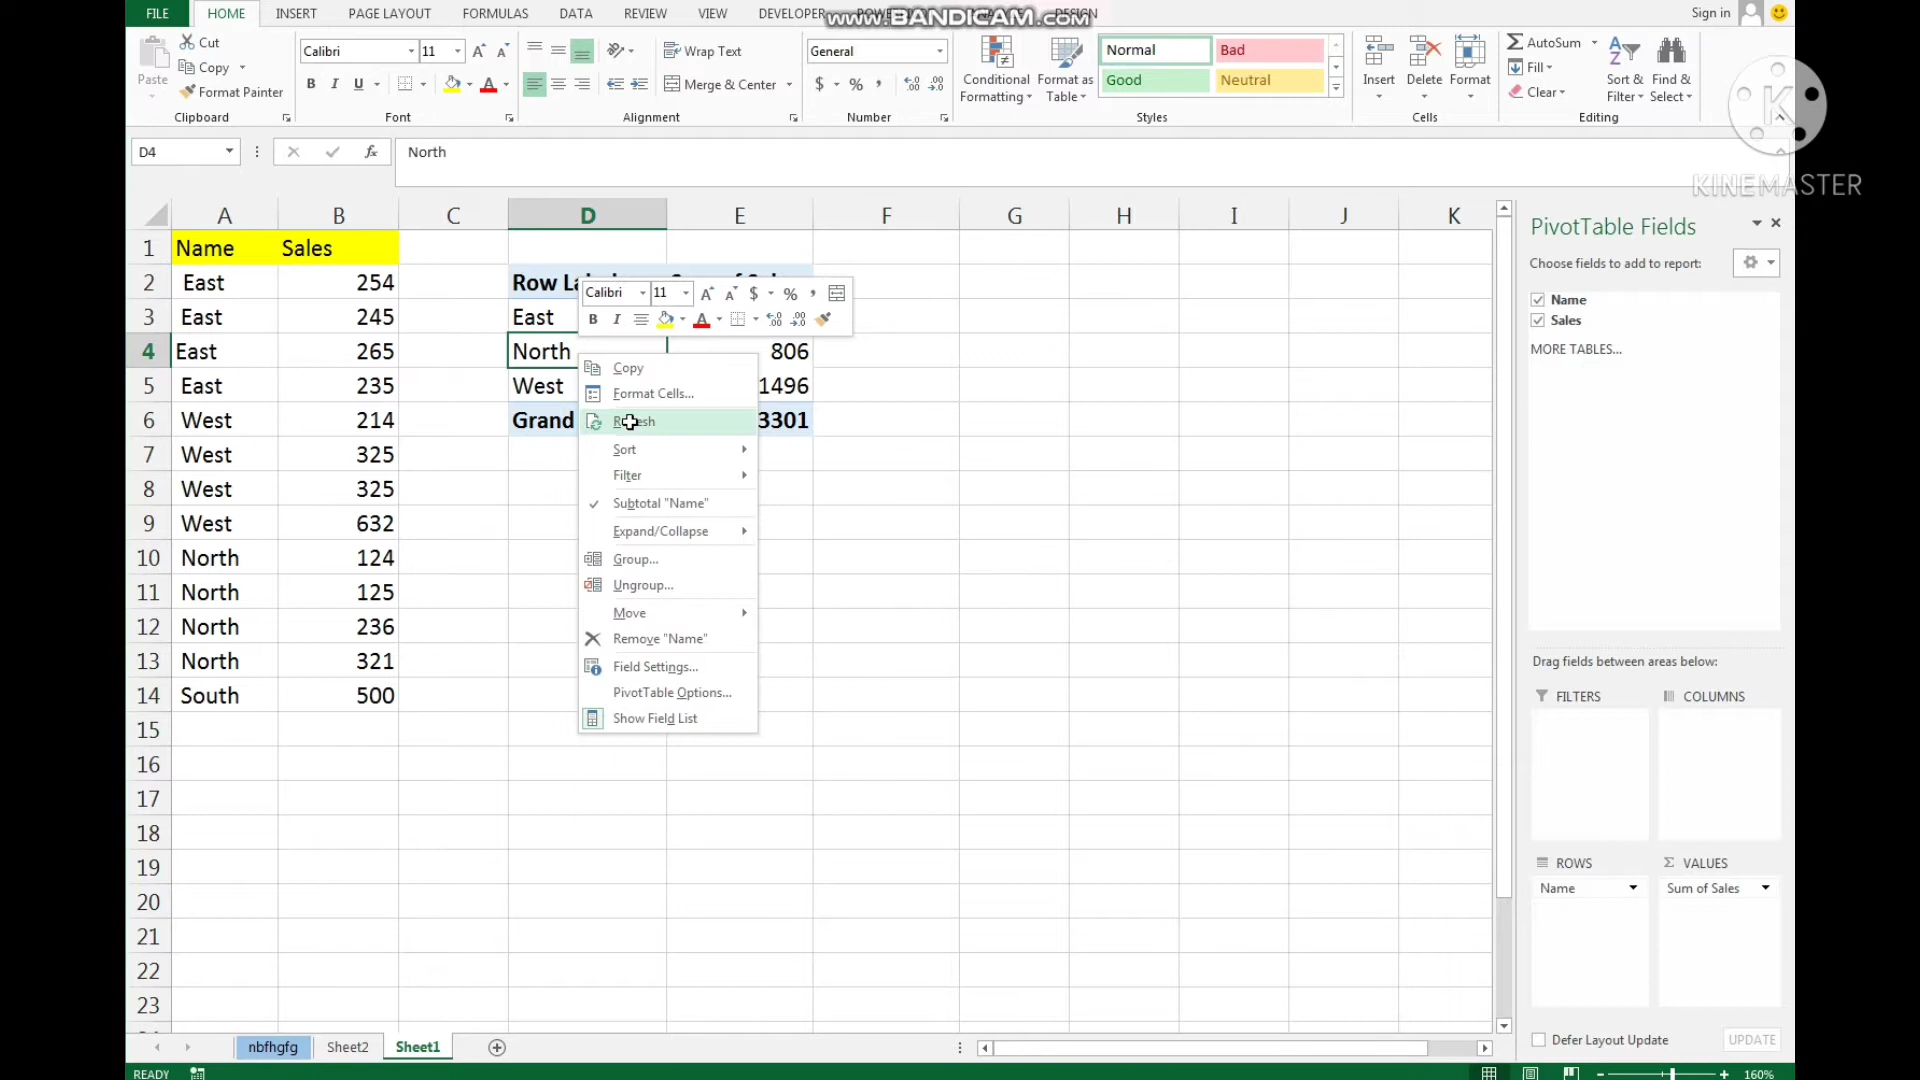 FILE HOME INSERT PAGE LAYOUT FORMULAS DATA REVIEW VIEW DEVELOPER DESIGN Sign in
www.BANDICAM.com
Cut
Copy
Format Painter
Paste
Clipboard
Calibri 11
B I U
Font
Wrap Text
Merge & Center
Alignment
General
$ % ,
Number
Conditional Formatting
Format as Table
Normal Bad
Good Neutral
Styles
Insert Delete Format
Cells
AutoSum
Fill
Clear
Sort & Filter
Find & Select
Editing
K
KINEMASTER
D4 fx North
A B C D E F G H I J K
1 Name Sales
2 East 254 Row
3 East 245 East
4 East 265 North 806
5 East 235 West 1496
6 West 214 Grand 3301
7 West 325
8 West 325
9 West 632
10 North 124
11 North 125
12 North 236
13 North 321
14 South 500
15
16
17
18
19
20
21
22
23
Calibri 11 $ % ,
B I A
Copy
Format Cells...
Refresh
Sort
Filter
Subtotal "Name"
Expand/Collapse
Group...
Ungroup...
Move
Remove "Name"
Field Settings...
PivotTable Options...
Show Field List
PivotTable Fields
Choose fields to add to report:
Name
Sales
MORE TABLES...
Drag fields between areas below:
FILTERS COLUMNS
ROWS Σ VALUES
Name Sum of Sales
Defer Layout Update UPDATE
nbfhgfg Sheet2 Sheet1
READY 160%